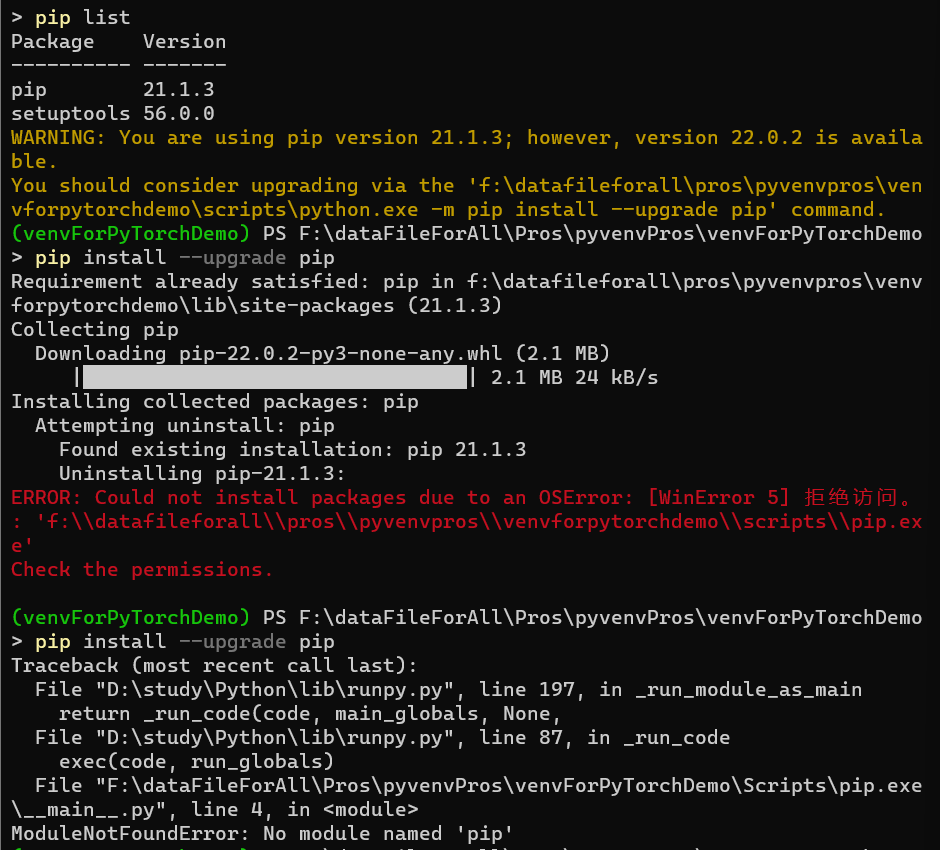 > pip list
Package    Version
---------- -------
pip        21.1.3
setuptools 56.0.0
WARNING: You are using pip version 21.1.3; however, version 22.0.2 is availa
ble.
You should consider upgrading via the 'f:\datafileforall\pros\pyvenvpros\ven
vforpytorchdemo\scripts\python.exe -m pip install --upgrade pip' command.
(venvForPyTorchDemo) PS F:\dataFileForAll\Pros\pyvenvPros\venvForPyTorchDemo
> pip install --upgrade pip
Requirement already satisfied: pip in f:\datafileforall\pros\pyvenvpros\venv
forpytorchdemo\lib\site-packages (21.1.3)
Collecting pip
  Downloading pip-22.0.2-py3-none-any.whl (2.1 MB)
     |████████████████████████████████| 2.1 MB 24 kB/s
Installing collected packages: pip
  Attempting uninstall: pip
    Found existing installation: pip 21.1.3
    Uninstalling pip-21.1.3:
ERROR: Could not install packages due to an OSError: [WinError 5] 拒绝访问。
: 'f:\\datafileforall\\pros\\pyvenvpros\\venvforpytorchdemo\\scripts\\pip.ex
e'
Check the permissions.

(venvForPyTorchDemo) PS F:\dataFileForAll\Pros\pyvenvPros\venvForPyTorchDemo
> pip install --upgrade pip
Traceback (most recent call last):
  File "D:\study\Python\lib\runpy.py", line 197, in _run_module_as_main
    return _run_code(code, main_globals, None,
  File "D:\study\Python\lib\runpy.py", line 87, in _run_code
    exec(code, run_globals)
  File "F:\dataFileForAll\Pros\pyvenvPros\venvForPyTorchDemo\Scripts\pip.exe
\__main__.py", line 4, in <module>
ModuleNotFoundError: No module named 'pip'